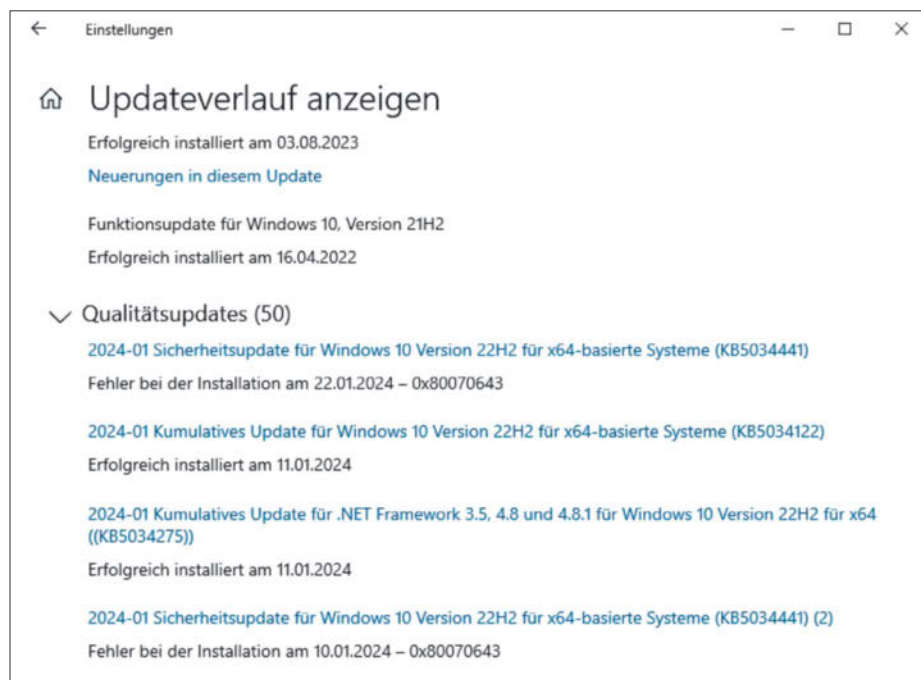 Einstellungen
Updateverlauf anzeigen
Erfolgreich installiert am 03.08.2023
Neuerungen in diesem Update
Funktionsupdate für Windows 10, Version 21H2
Erfolgreich installiert am 16.04.2022
Qualitätsupdates (50)
2024-01 Sicherheitsupdate für Windows 10 Version 22H2 für x64-basierte Systeme (KB5034441)
Fehler bei der Installation am 22.01.2024 – 0x80070643
2024-01 Kumulatives Update für Windows 10 Version 22H2 für x64-basierte Systeme (KB5034122)
Erfolgreich installiert am 11.01.2024
2024-01 Kumulatives Update für .NET Framework 3.5, 4.8 und 4.8.1 für Windows 10 Version 22H2 für x64
((KB5034275))
Erfolgreich installiert am 11.01.2024
2024-01 Sicherheitsupdate für Windows 10 Version 22H2 für x64-basierte Systeme (KB5034441) (2)
Fehler bei der Installation am 10.01.2024 – 0x80070643